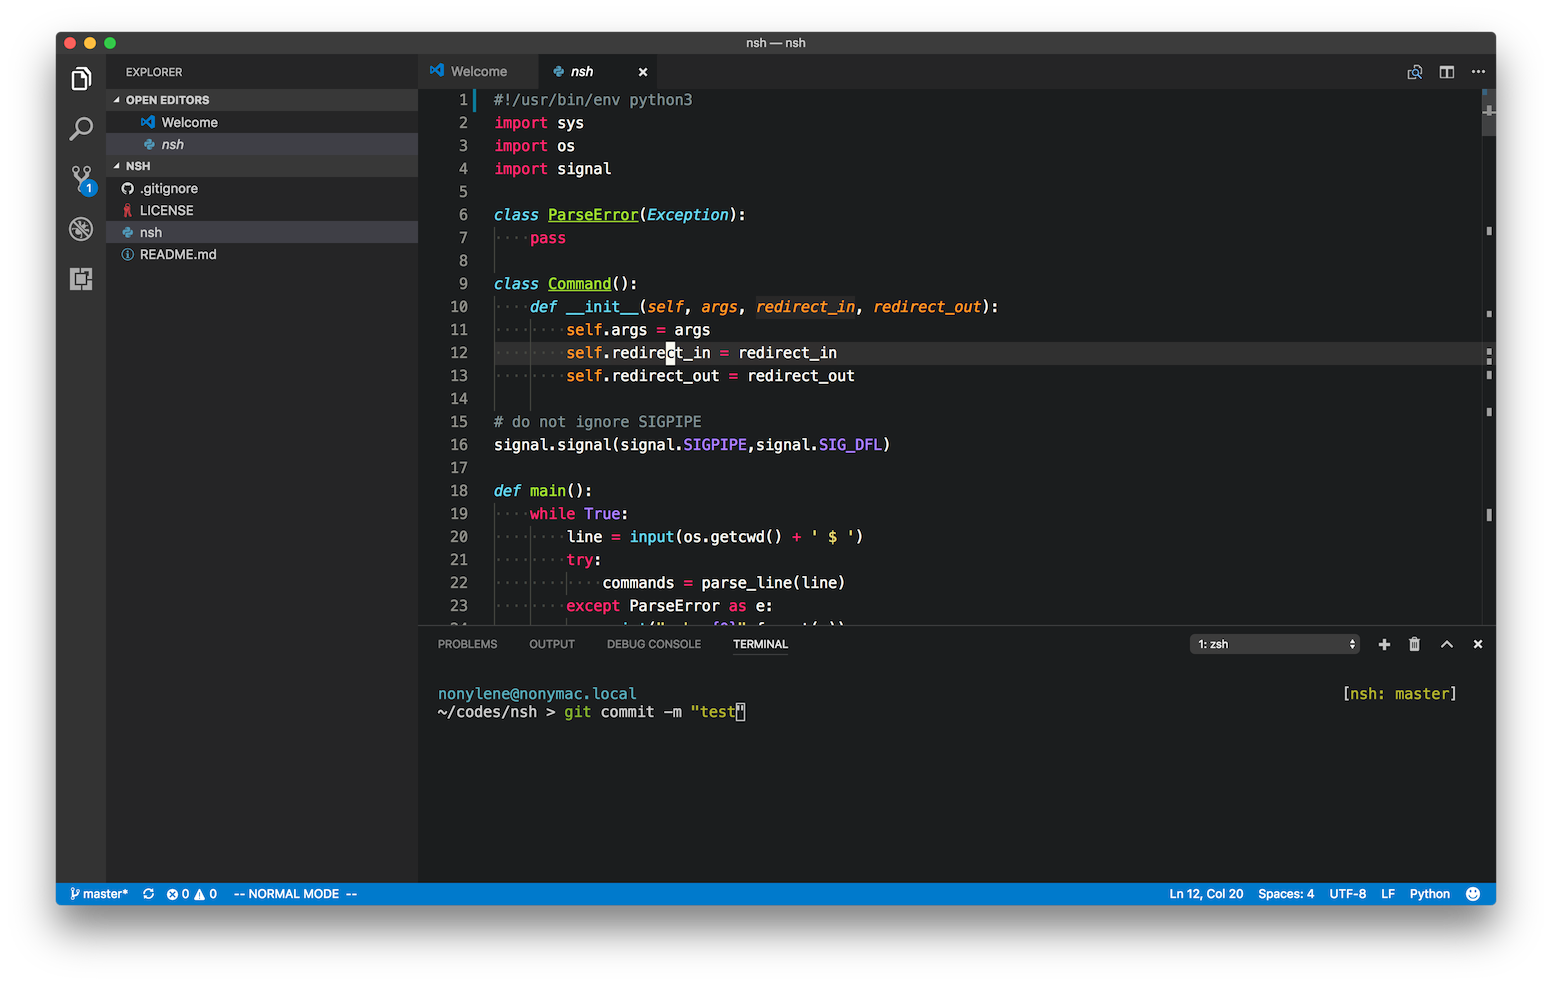 nsh — nsh
EXPLORER
OPEN EDITORS
Welcome
nsh
NSH
.gitignore
LICENSE
nsh
README.md
1
Welcome
nsh
1 #!/usr/bin/env python3
2 import sys
3 import os
4 import signal
5
6 class ParseError(Exception):
7 ····pass
8
9 class Command():
10 ····def __init__(self, args, redirect_in, redirect_out):
11 ········self.args = args
12 ········self.redirect_in = redirect_in
13 ········self.redirect_out = redirect_out
14
15 # do not ignore SIGPIPE
16 signal.signal(signal.SIGPIPE,signal.SIG_DFL)
17
18 def main():
19 ····while True:
20 ········line = input(os.getcwd() + ' $ ')
21 ········try:
22 ············commands = parse_line(line)
23 ········except ParseError as e:
PROBLEMS OUTPUT DEBUG CONSOLE TERMINAL 1: zsh
nonylene@nonymac.local [nsh: master]
~/codes/nsh > git commit -m "test"
master* 0 0 -- NORMAL MODE -- Ln 12, Col 20 Spaces: 4 UTF-8 LF Python